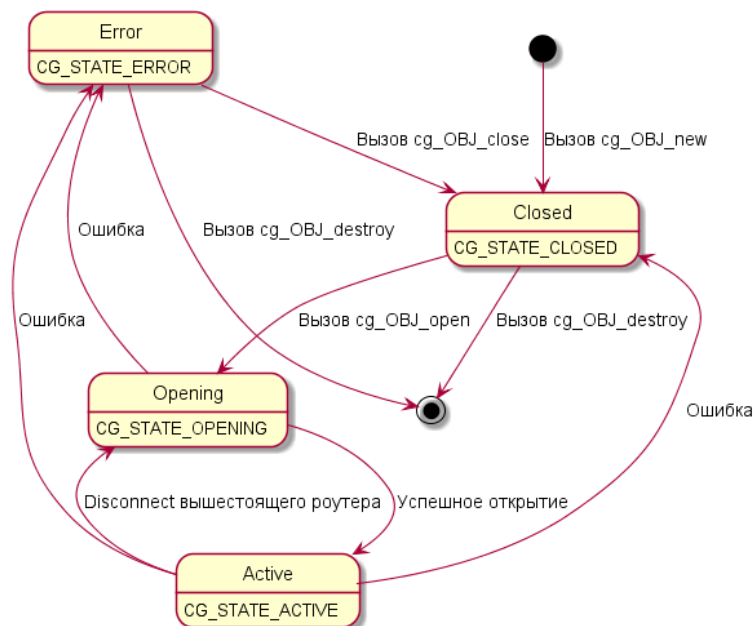 Error
CG_STATE_ERROR
Вызов cg_OBJ_close
Вызов cg_OBJ_new
Closed
CG_STATE_CLOSED
Ошибка
Вызов cg_OBJ_destroy
Ошибка
Вызов cg_OBJ_open
Вызов cg_OBJ_destroy
Opening
CG_STATE_OPENING
Ошибка
Disconnect вышестоящего роутера
Успешное открытие
Active
CG_STATE_ACTIVE